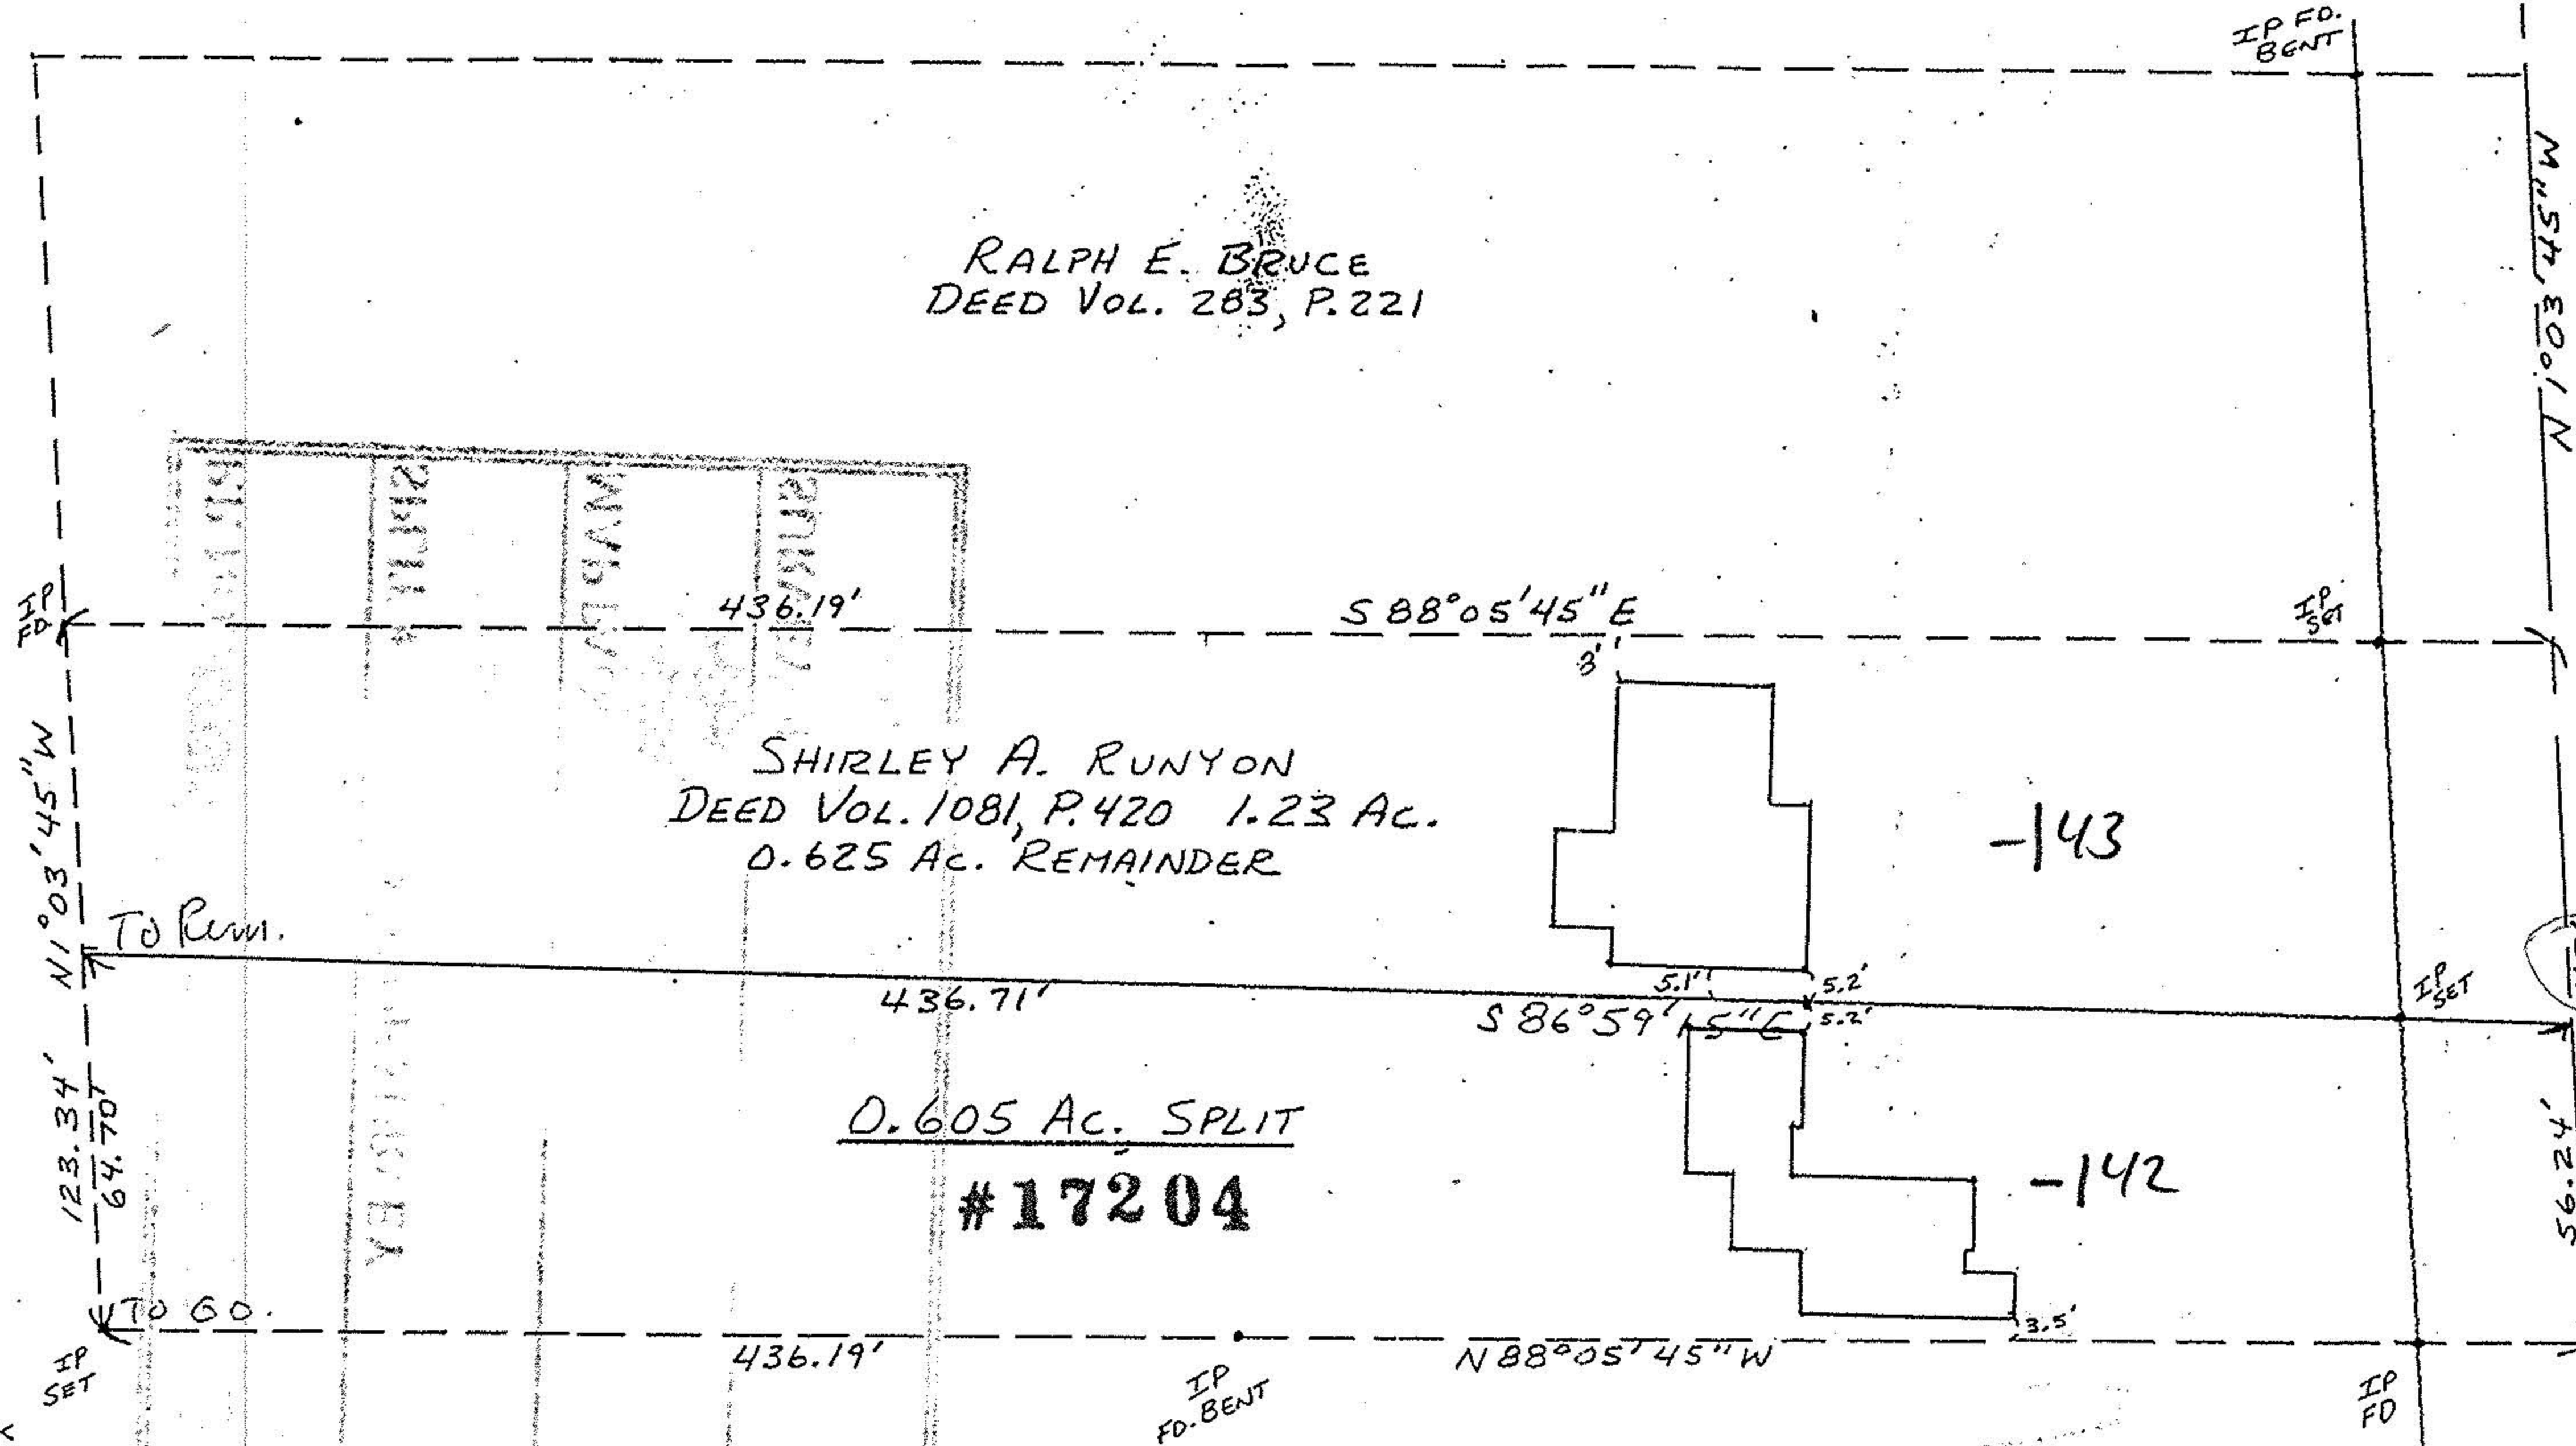 IP FD.
BENT
N 1°03'45" W
RALPH E. BRUCE
DEED VOL. 283, P. 221
IP
FD
436.19'
S 88°05'45" E
IP
SET
3'
N 1°03'45" W
SHIRLEY A. RUNYON
DEED VOL. 1081, P. 420 1.23 AC.
0.625 AC. REMAINDER
-143
TO Rem.
436.71'
5.1'
5.2'
S 86°59'15" E
5.2'
IP
SET
123.34'
64.70'
0.605 AC. SPLIT
#17204
-142
56.24'
TO GO.
3.5'
IP
SET
436.19'
IP
FD. BENT
N 88°05'45" W
IP
FD